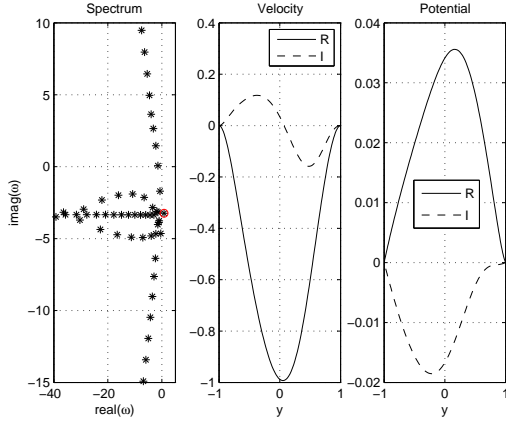 Spectrum
imag(ω)
10
5
0
−5
−10
−15
−40
−20
0
real(ω)
Velocity
0.4
0.2
0
−0.2
−0.4
−0.6
−0.8
−1
−1
0
1
y
R
I
Potential
0.04
0.03
0.02
0.01
0
−0.01
−0.02
−1
0
1
y
R
I